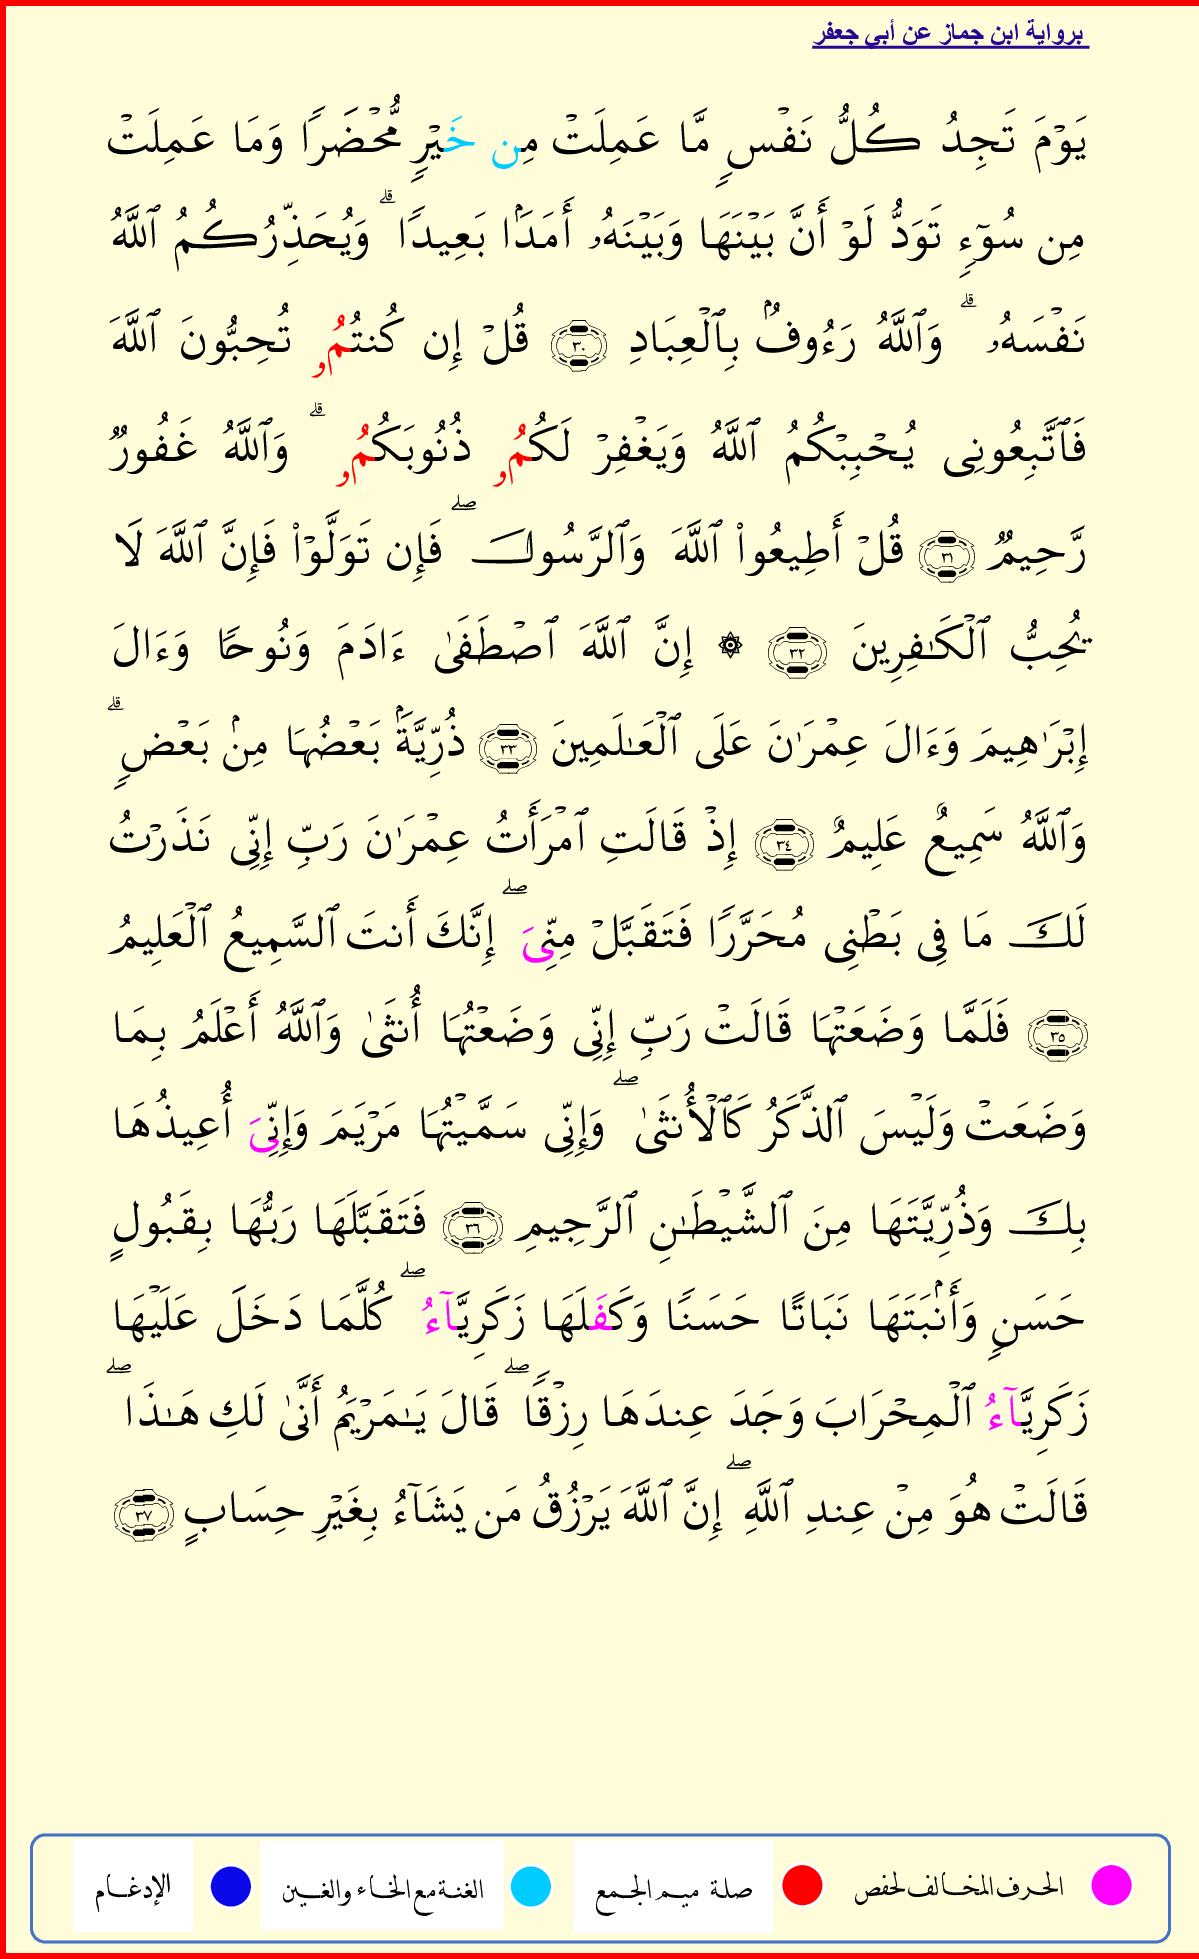 برواية ابن جماز عن أبي جعفر
يَوۡمَ تَجِدُ كُلُّ نَفۡسٖ مَّا عَمِلَتۡ مِن خَيۡرٖ مُّحۡضَرٗا وَمَا عَمِلَتۡ
مِن سُوٓءٖ تَوَدُّ لَوۡ أَنَّ بَيۡنَهَا وَبَيۡنَهُۥ أَمَدَۢا بَعِيدٗاۗ وَيُحَذِّرُكُمُ ٱللَّهُ
نَفۡسَهُۥۗ وَٱللَّهُ رَءُوفُۢ بِٱلۡعِبَادِ ٣٠ قُلۡ إِن كُنتُمُۥ تُحِبُّونَ ٱللَّهَ
فَٱتَّبِعُونِى يُحۡبِبۡكُمُ ٱللَّهُ وَيَغۡفِرۡ لَكُمُۥ ذُنُوبَكُمُۥۗ وَٱللَّهُ غَفُورٞ
رَّحِيمٞ ٣١ قُلۡ أَطِيعُواْ ٱللَّهَ وَٱلرَّسُولَۖ فَإِن تَوَلَّوۡاْ فَإِنَّ ٱللَّهَ لَا
يُحِبُّ ٱلۡكَٰفِرِينَ ٣٢ ۞ إِنَّ ٱللَّهَ ٱصۡطَفَىٰ ءَادَمَ وَنُوحٗا وَءَالَ
إِبۡرَٰهِيمَ وَءَالَ عِمۡرَٰنَ عَلَى ٱلۡعَٰلَمِينَ ٣٣ ذُرِّيَّةَۢ بَعۡضُهَا مِنۢ بَعۡضٖۗ
وَٱللَّهُ سَمِيعٌ عَلِيمٌ ٣٤ إِذۡ قَالَتِ ٱمۡرَأَتُ عِمۡرَٰنَ رَبِّ إِنِّى نَذَرۡتُ
لَكَ مَا فِى بَطۡنِى مُحَرَّرٗا فَتَقَبَّلۡ مِنِّىَۖ إِنَّكَ أَنتَ ٱلسَّمِيعُ ٱلۡعَلِيمُ
٣٥ فَلَمَّا وَضَعَتۡهَا قَالَتۡ رَبِّ إِنِّى وَضَعۡتُهَا أُنثَىٰ وَٱللَّهُ أَعۡلَمُ بِمَا
وَضَعَتۡ وَلَيۡسَ ٱلذَّكَرُ كَٱلۡأُنثَىٰۖ وَإِنِّى سَمَّيۡتُهَا مَرۡيَمَ وَإِنِّىَ أُعِيذُهَا
بِكَ وَذُرِّيَّتَهَا مِنَ ٱلشَّيۡطَٰنِ ٱلرَّجِيمِ ٣٦ فَتَقَبَّلَهَا رَبُّهَا بِقَبُولٍ
حَسَنٖ وَأَنۢبَتَهَا نَبَاتًا حَسَنٗا وَكَفَلَهَا زَكَرِيَّآءُۖ كُلَّمَا دَخَلَ عَلَيۡهَا
زَكَرِيَّآءُ ٱلۡمِحۡرَابَ وَجَدَ عِندَهَا رِزۡقٗاۖ قَالَ يَٰمَرۡيَمُ أَنَّىٰ لَكِ هَٰذَاۖ
قَالَتۡ هُوَ مِنۡ عِندِ ٱللَّهِۖ إِنَّ ٱللَّهَ يَرۡزُقُ مَن يَشَآءُ بِغَيۡرِ حِسَابٍ ٣٧
الحرف المخالف لحفص صلة ميم الجمع الغنة مع الخاء والغين الإدغام